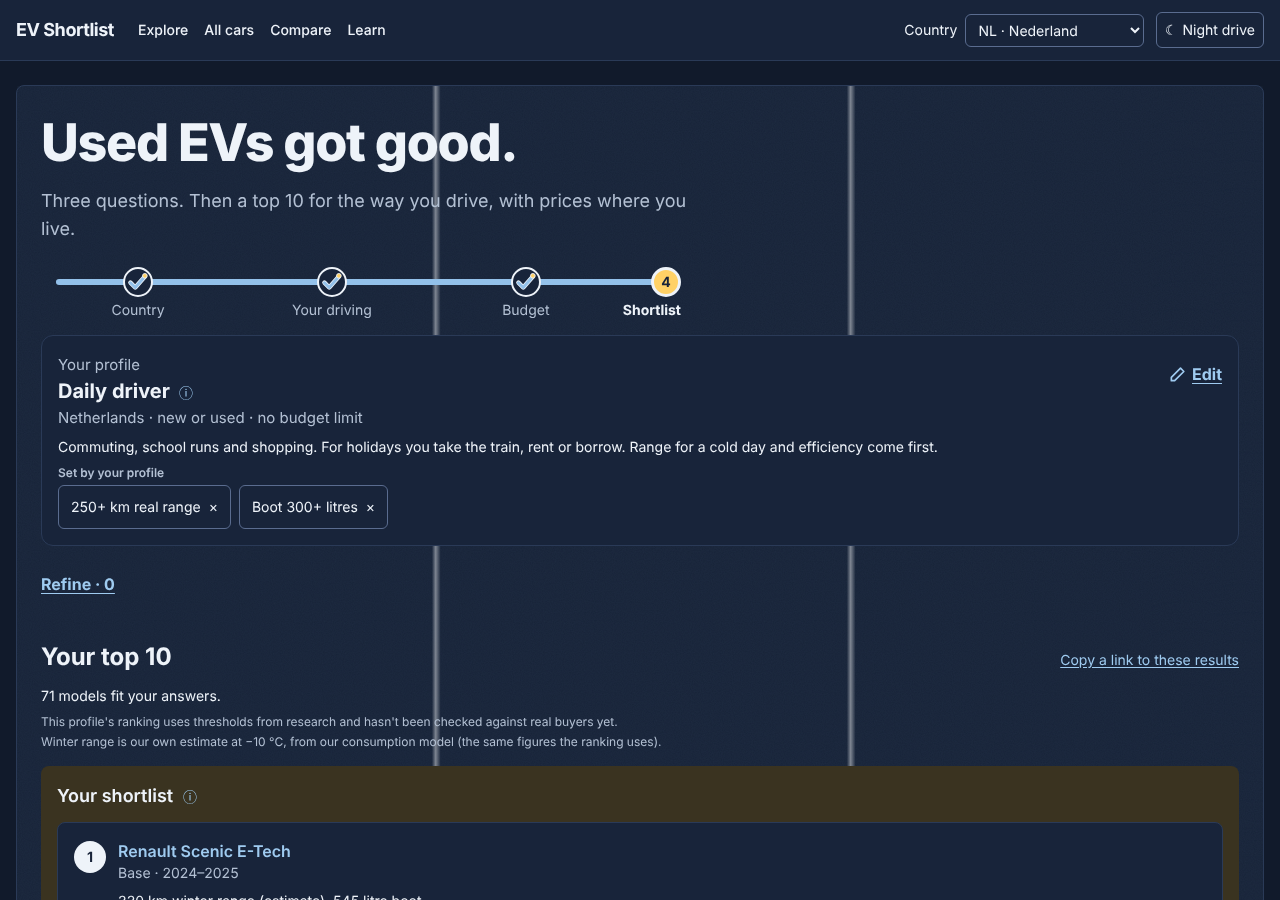 EV Shortlist Explore All cars Compare Learn Country NL · Nederland ☾ Night drive
Used EVs got good.
Three questions. Then a top 10 for the way you drive, with prices where you
live.
4
Country Your driving Budget Shortlist
Your profile
Daily driver ⓘ
Edit
Netherlands · new or used · no budget limit
Commuting, school runs and shopping. For holidays you take the train, rent or borrow. Range for a cold day and efficiency come first.
Set by your profile
250+ km real range × Boot 300+ litres ×
Refine · 0
Your top 10
Copy a link to these results
71 models fit your answers.
This profile's ranking uses thresholds from research and hasn't been checked against real buyers yet.
Winter range is our own estimate at −10 °C, from our consumption model (the same figures the ranking uses).
Your shortlist ⓘ
1 Renault Scenic E-Tech
Base · 2024–2025